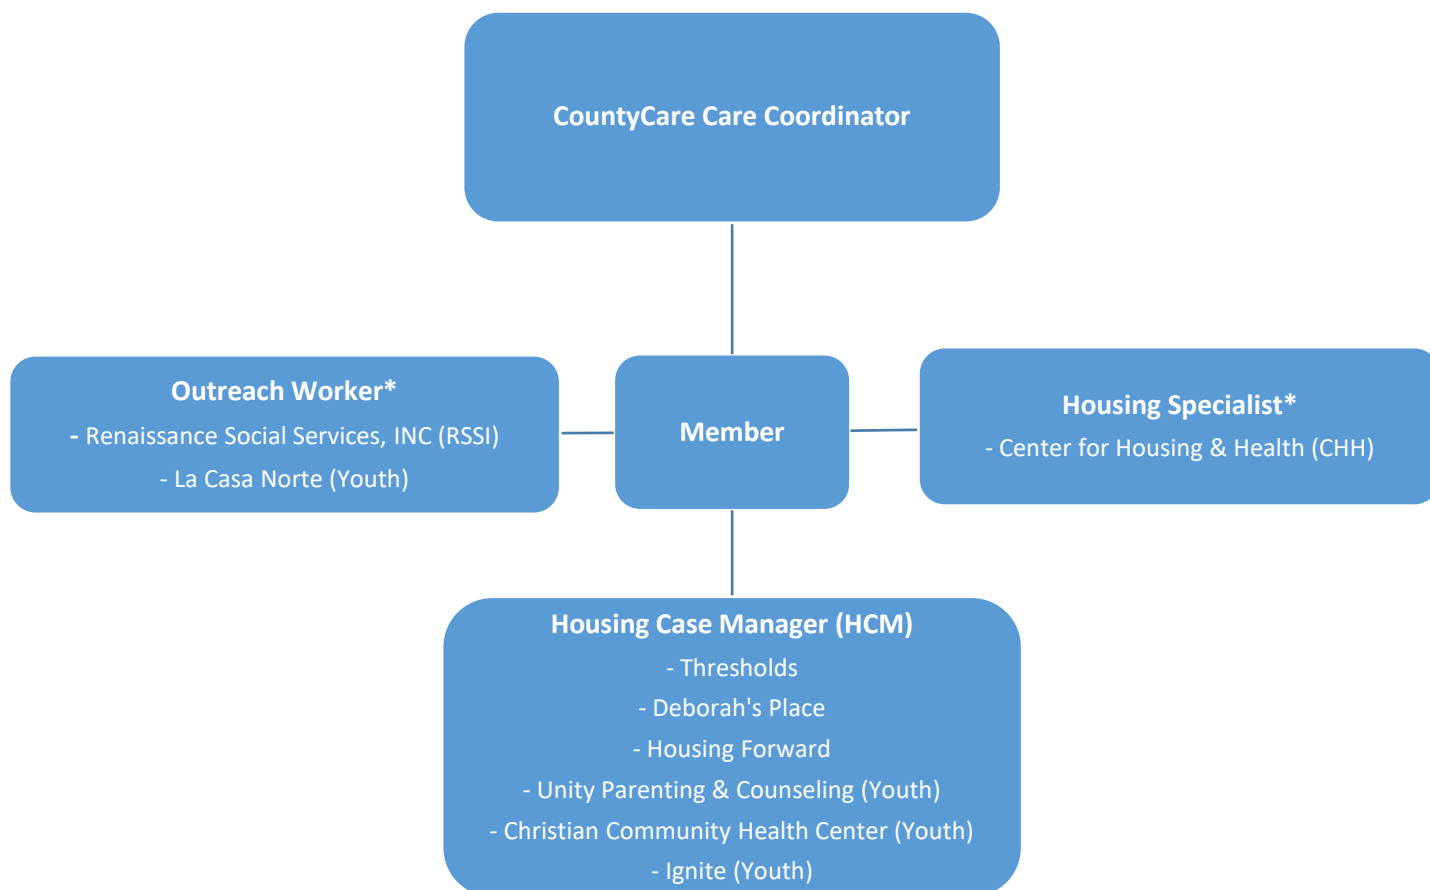 CountyCare Care Coordinator
Outreach Worker*
- Renaissance Social Services, INC (RSSI)
- La Casa Norte (Youth)
Member
Housing Specialist*
- Center for Housing & Health (CHH)
Housing Case Manager (HCM)
- Thresholds
- Deborah's Place
- Housing Forward
- Unity Parenting & Counseling (Youth)
- Christian Community Health Center (Youth)
- Ignite (Youth)